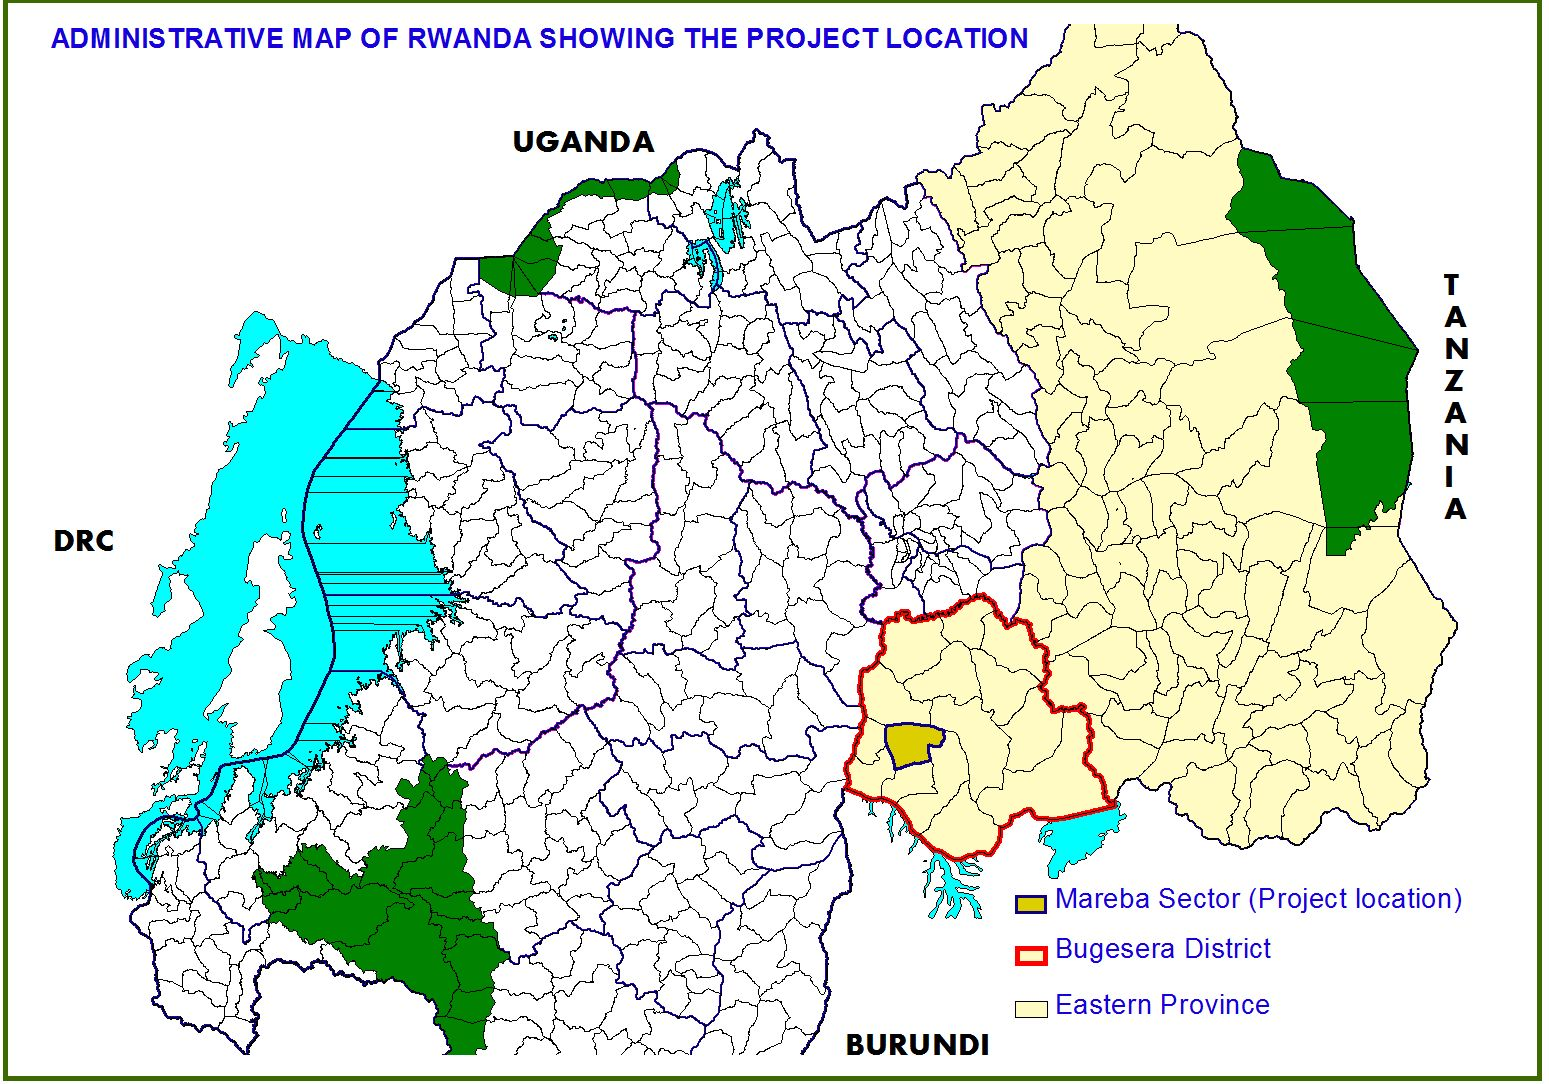 ADMINISTRATIVE MAP OF RWANDA SHOWING THE PROJECT LOCATION
UGANDA
TANZANIA
DRC
Mareba Sector (Project location)
Bugesera District
Eastern Province
BURUNDI